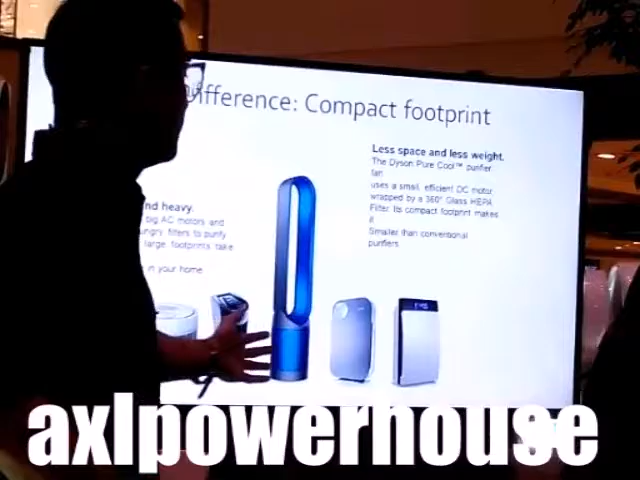 Difference: Compact footprint
Less space and less weight.
The Dyson Pure Cool™ purifier
fan
uses a small, efficient DC motor
wrapped by a 360° Glass HEPA
Filter. Its compact footprint makes
it
Smaller than conventional
purifiers
nd heavy.
big AC motors and
ungry filters to purify
large footprints take
in your home
axlpowerhouse